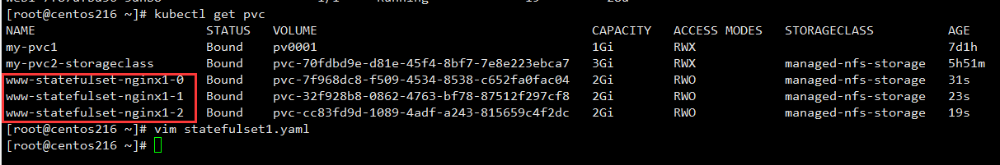 [root@centos216 ~]# kubectl get pvc
NAME STATUS VOLUME CAPACITY ACCESS MODES STORAGECLASS AGE
my-pvc1 Bound pv0001 1Gi RWX 7d1h
my-pvc2-storageclass Bound pvc-70fdbd9e-d81e-45f4-8bf7-7e8e223ebca7 3Gi RWX managed-nfs-storage 5h51m
www-statefulset-nginx1-0 Bound pvc-7f968dc8-f509-4534-8538-c652fa0fac04 2Gi RWO managed-nfs-storage 31s
www-statefulset-nginx1-1 Bound pvc-32f928b8-0862-4763-bf78-87512f297cf8 2Gi RWO managed-nfs-storage 23s
www-statefulset-nginx1-2 Bound pvc-cc83fd9d-1089-4adf-a243-815659c4f2dc 2Gi RWO managed-nfs-storage 19s
[root@centos216 ~]# vim statefulset1.yaml
[root@centos216 ~]#